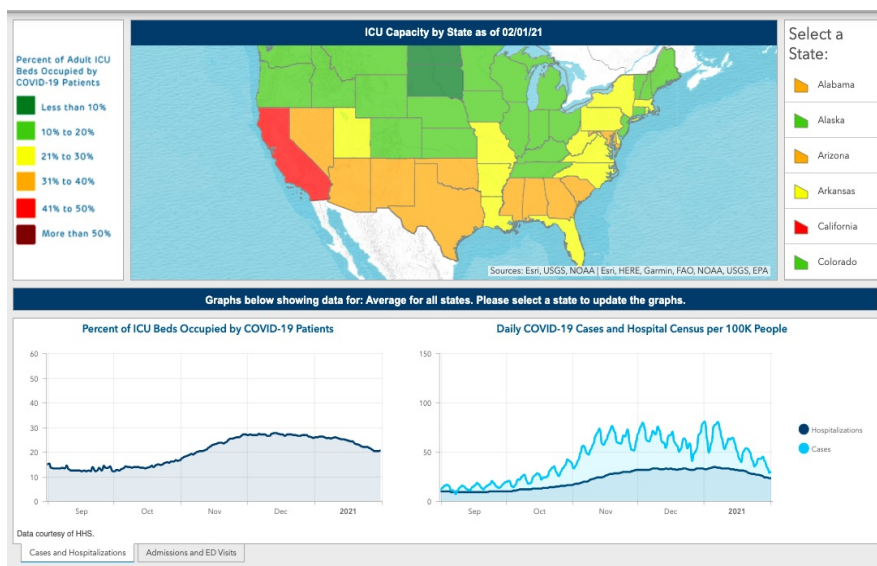 ICU Capacity by State as of 02/01/21
Percent of Adult ICU
Beds Occupied by
COVID-19 Patients
Less than 10%
10% to 20%
21% to 30%
31% to 40%
41% to 50%
More than 50%
Sources: Esri, USGS, NOAA | Esri, HERE, Garmin, FAO, NOAA, USGS, EPA
Select a
State:
Alabama
Alaska
Arizona
Arkansas
California
Colorado
Graphs below showing data for: Average for all states. Please select a state to update the graphs.
Percent of ICU Beds Occupied by COVID-19 Patients
60
50
40
30
20
10
0
Sep Oct Nov Dec 2021
Daily COVID-19 Cases and Hospital Census per 100K People
150
100
50
0
Sep Oct Nov Dec 2021
Hospitalizations
Cases
Data courtesy of HHS.
Cases and Hospitalizations
Admissions and ED Visits